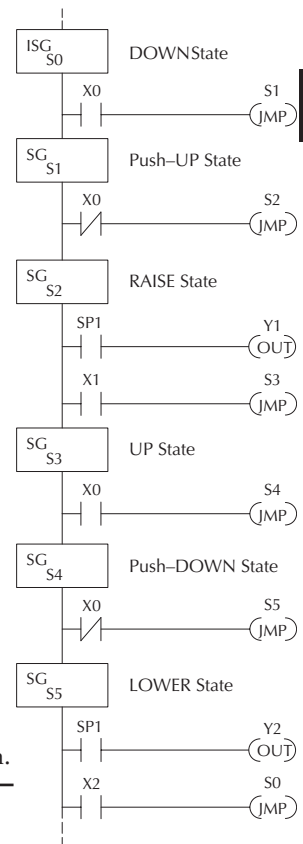 ISG
S0
DOWNState
X0
S1
JMP
SG
S1
Push–UP State
X0
S2
JMP
SG
S2
RAISE State
SP1
Y1
OUT
X1
S3
JMP
SG
S3
UP State
X0
S4
JMP
SG
S4
Push–DOWN State
X0
S5
JMP
SG
S5
LOWER State
SP1
Y2
OUT
X2
S0
JMP